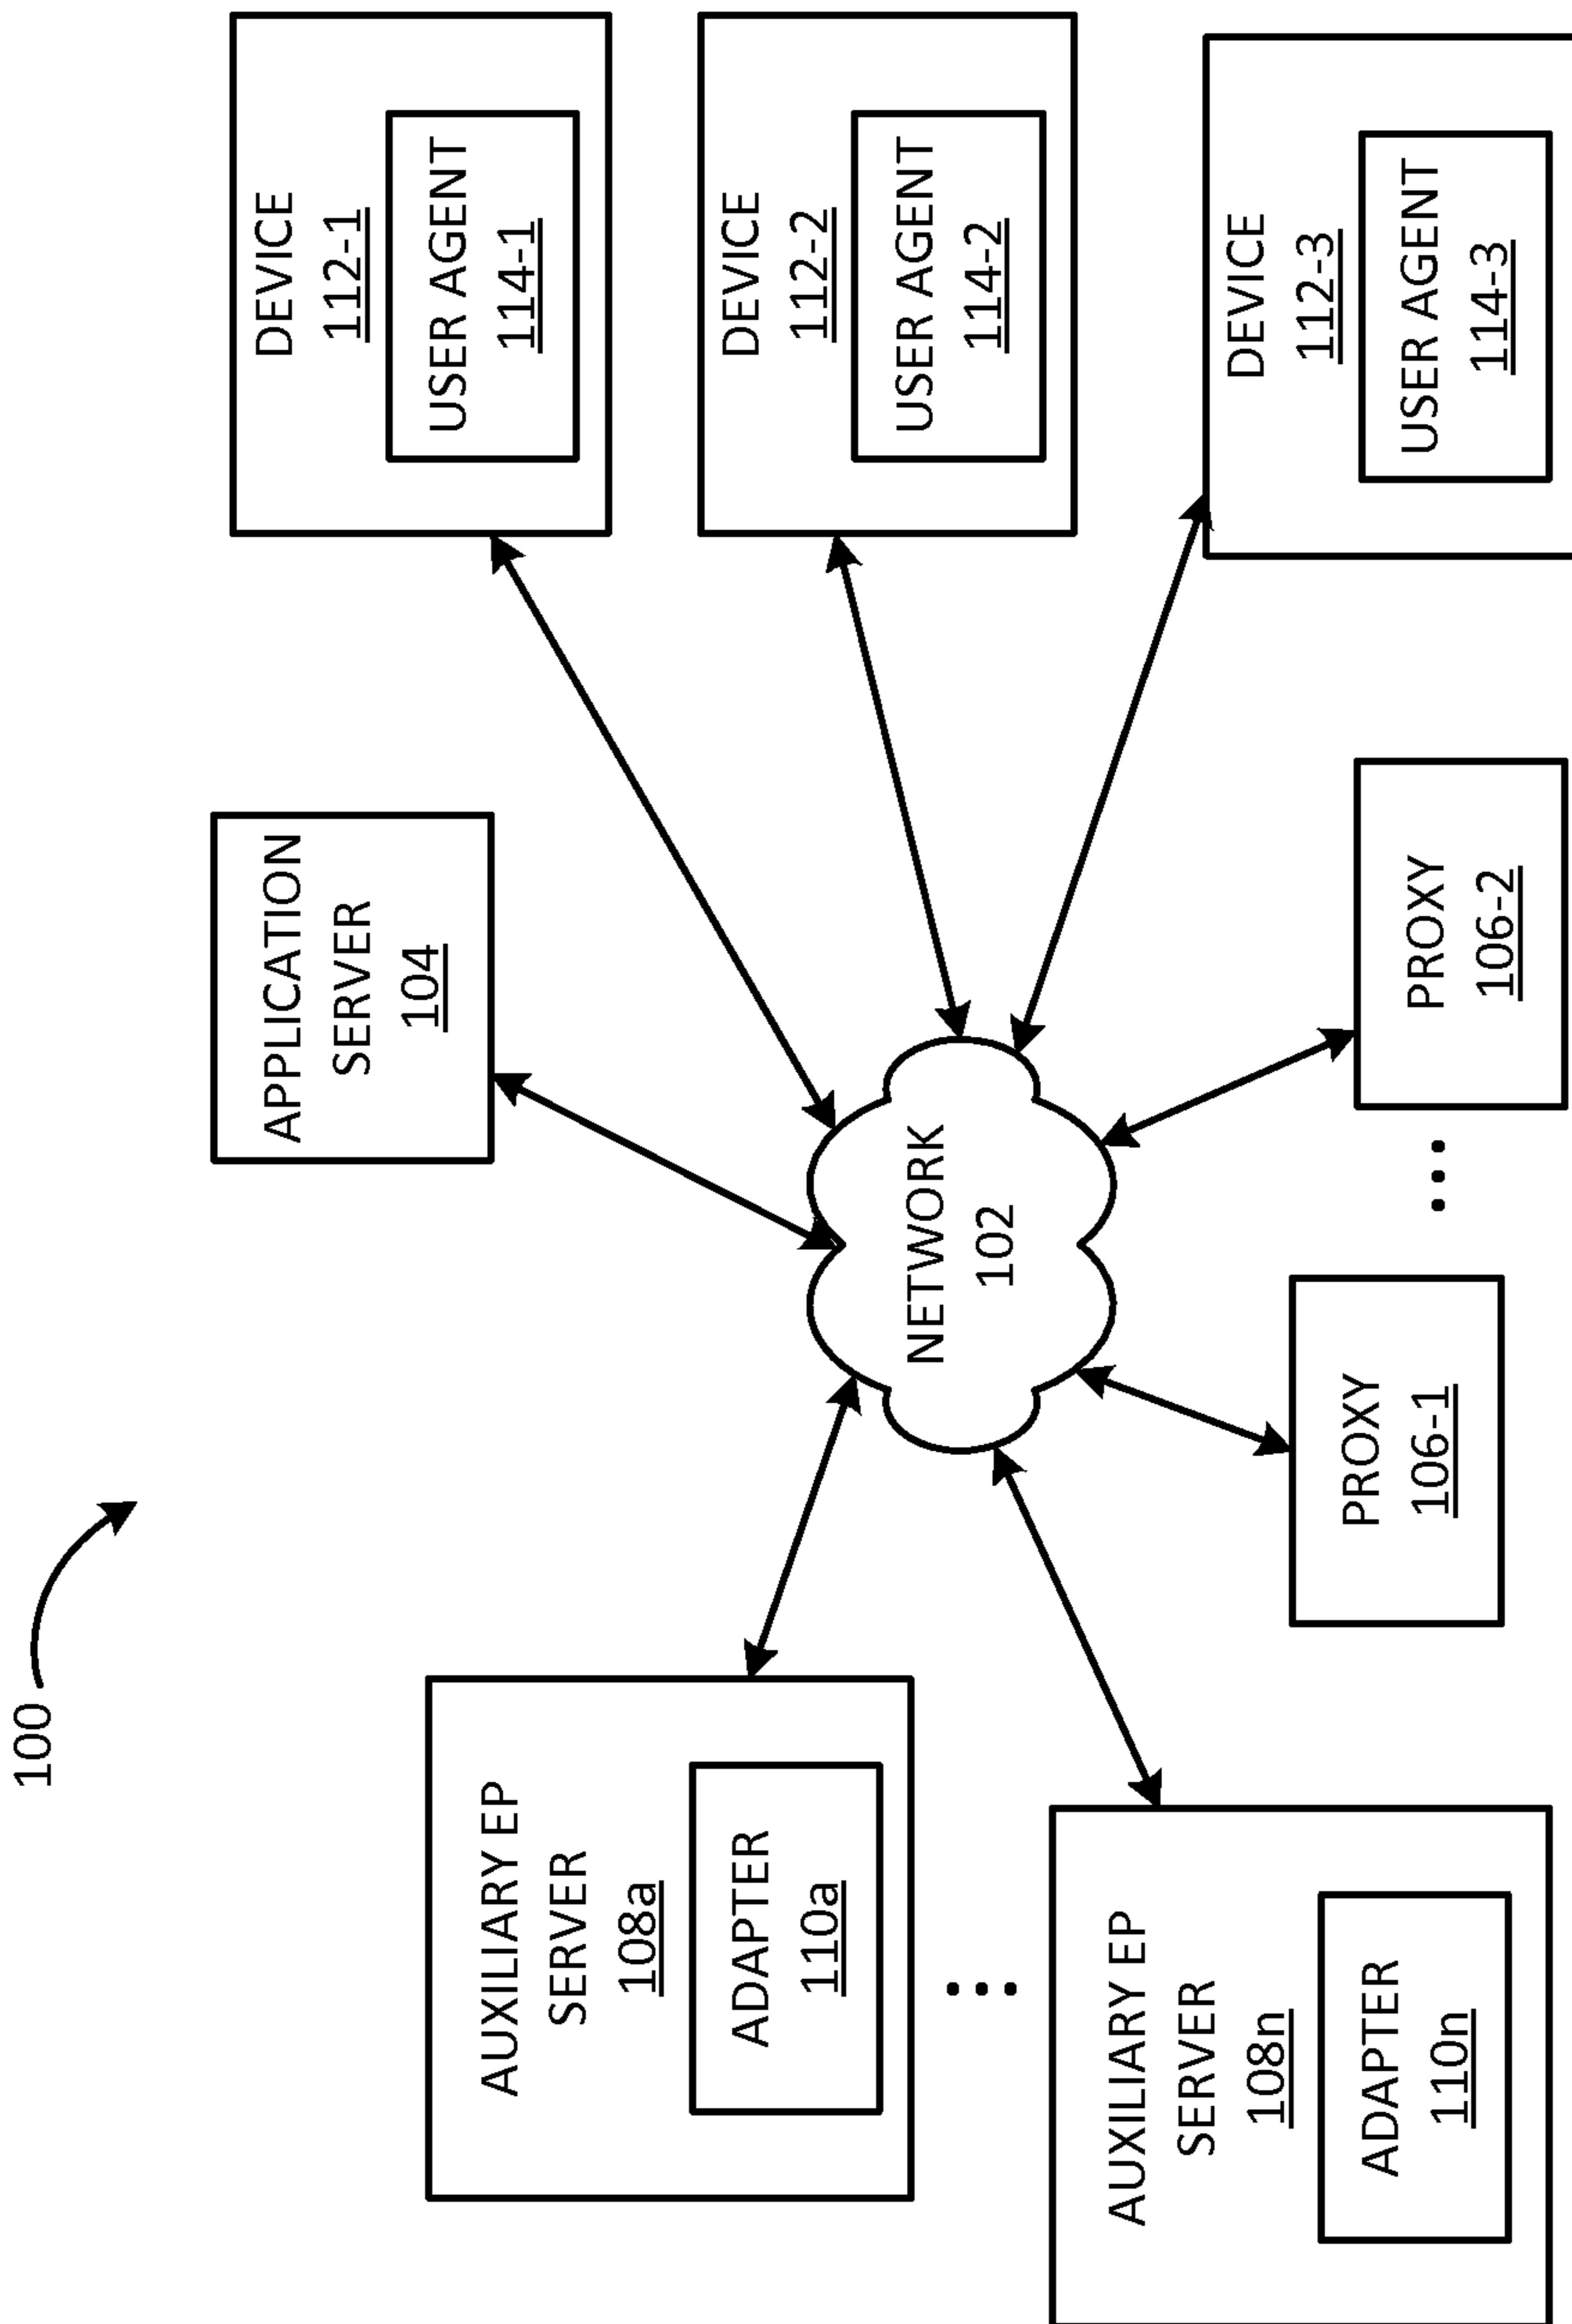 100
APPLICATION
SERVER
104
DEVICE
112-1
USER AGENT
114-1
AUXILIARY EP
SERVER
108a
ADAPTER
110a
DEVICE
112-2
USER AGENT
114-2
NETWORK
102
AUXILIARY EP
SERVER
108n
ADAPTER
110n
PROXY
106-1
PROXY
106-2
DEVICE
112-3
USER AGENT
114-3